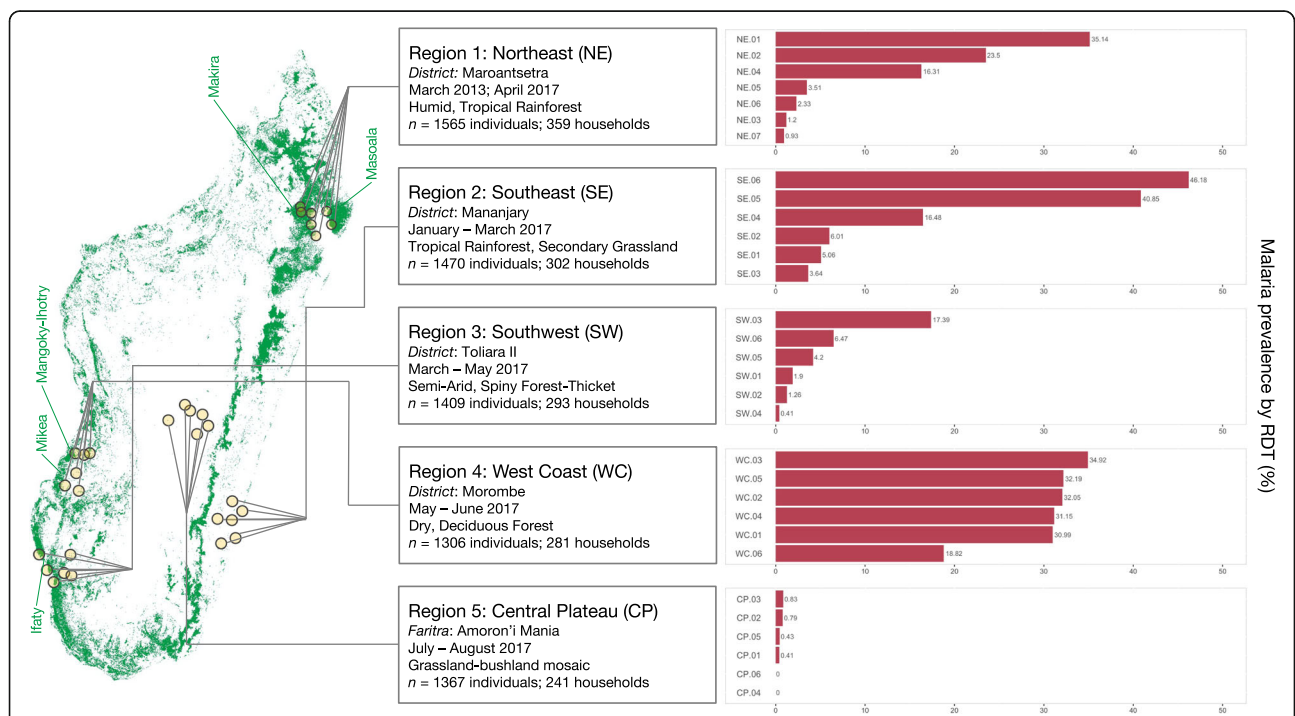 Makira
Masoala
Mangoky-Ihotry
Mikea
Ifaty
Region 1: Northeast (NE)
District: Maroantsetra
March 2013; April 2017
Humid, Tropical Rainforest
n = 1565 individuals; 359 households
Region 2: Southeast (SE)
District: Mananjary
January – March 2017
Tropical Rainforest, Secondary Grassland
n = 1470 individuals; 302 households
Region 3: Southwest (SW)
District: Toliara II
March – May 2017
Semi-Arid, Spiny Forest-Thicket
n = 1409 individuals; 293 households
Region 4: West Coast (WC)
District: Morombe
May – June 2017
Dry, Deciduous Forest
n = 1306 individuals; 281 households
Region 5: Central Plateau (CP)
Faritra: Amoron'i Mania
July – August 2017
Grassland-bushland mosaic
n = 1367 individuals; 241 households
NE.01 35.14
NE.02 23.5
NE.04 16.31
NE.05 3.51
NE.06 2.33
NE.03 1.2
NE.07 0.93
0 10 20 30 40 50
SE.06 46.18
SE.05 40.85
SE.04 16.48
SE.02 6.01
SE.01 5.06
SE.03 3.64
0 10 20 30 40 50
SW.03 17.39
SW.06 6.47
SW.05 4.2
SW.01 1.9
SW.02 1.26
SW.04 0.41
0 10 20 30 40 50
WC.03 34.92
WC.05 32.19
WC.02 32.05
WC.04 31.15
WC.01 30.99
WC.06 18.82
0 10 20 30 40 50
CP.03 0.83
CP.02 0.79
CP.05 0.43
CP.01 0.41
CP.06 0
CP.04 0
0 10 20 30 40 50
Malaria prevalence by RDT (%)